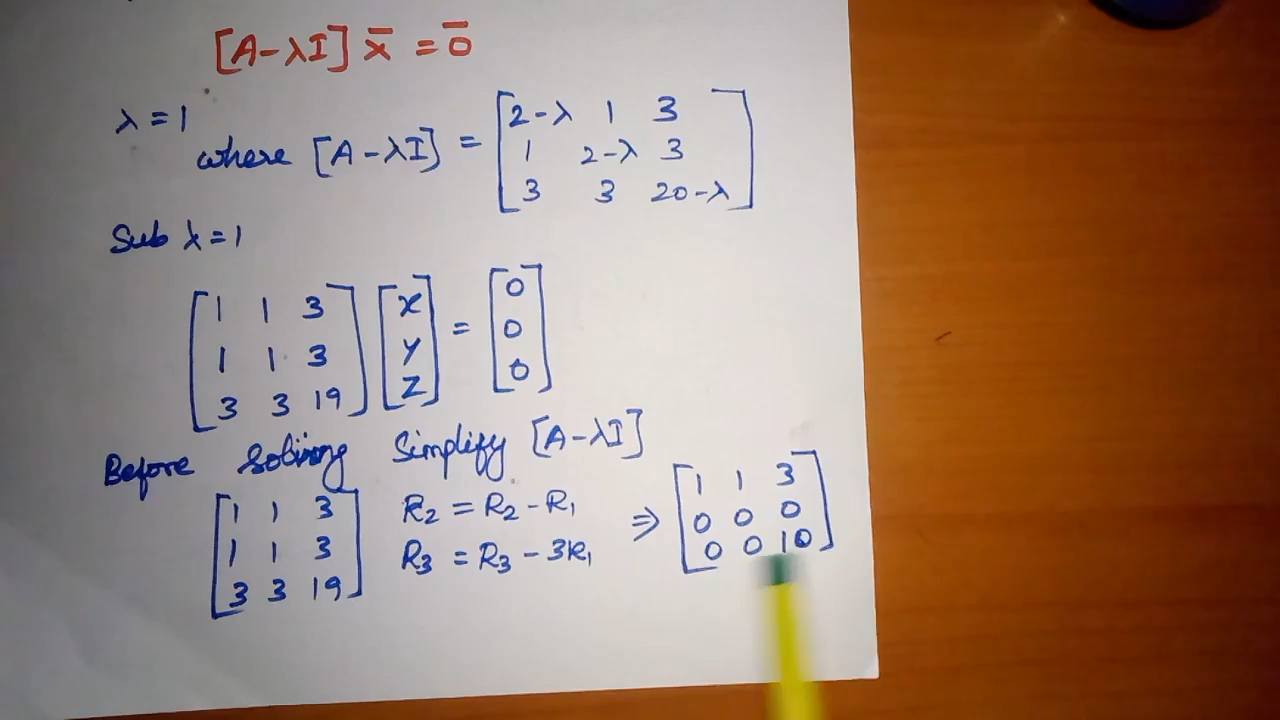 [A-λI] x̄ = 0̄
λ=1
where [A-λI] = [2-λ 1 3
1 2-λ 3
3 3 20-λ]
Sub λ=1
[1 1 3 [x = [0
1 1 3 y 0
3 3 19] z] 0]
Before Solving Simplify [A-λI]
[1 1 3 R₂ = R₂ - R₁ ⇒ [1 1 3
1 1 3 R₃ = R₃ - 3R₁ 0 0 0
3 3 19] 0 0 10]